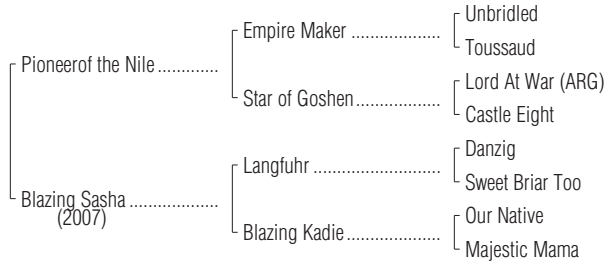 Unbridled
Empire Maker ..................
Toussaud
Pioneerof the Nile .............
Lord At War (ARG)
Star of Goshen .................
Castle Eight
Danzig
Langfuhr .........................
Sweet Briar Too
Blazing Sasha ...................
(2007)
Our Native
Blazing Kadie ...................
Majestic Mama